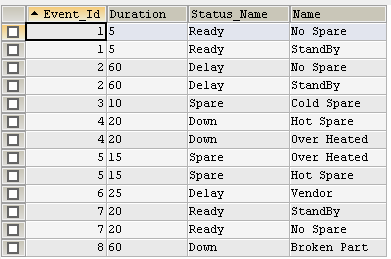 Event_Id Duration Status_Name Name
1 5 Ready No Spare
1 5 Ready StandBy
2 60 Delay No Spare
2 60 Delay StandBy
3 10 Spare Cold Spare
4 20 Down Hot Spare
4 20 Down Over Heated
5 15 Spare Over Heated
5 15 Spare Hot Spare
6 25 Delay Vendor
7 20 Ready StandBy
7 20 Ready No Spare
8 60 Down Broken Part